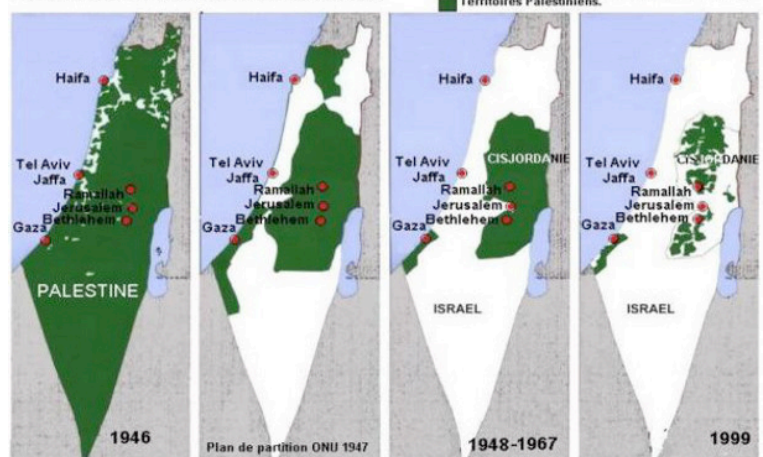 Territoires Palestiniens.
Haifa
Tel Aviv
Jaffa
Ramallah
Jerusalem
Bethlehem
Gaza
PALESTINE
1946
Haifa
Tel Aviv
Jaffa
Ramallah
Jerusalem
Bethlehem
Gaza
Plan de partition ONU 1947
Haifa
CISJORDANIE
Tel Aviv
Jaffa
Ramallah
Jerusalem
Bethlehem
Gaza
ISRAEL
1948-1967
Haifa
CISJORDANIE
Tel Aviv
Jaffa
Ramallah
Jerusalem
Bethlehem
Gaza
ISRAEL
1999